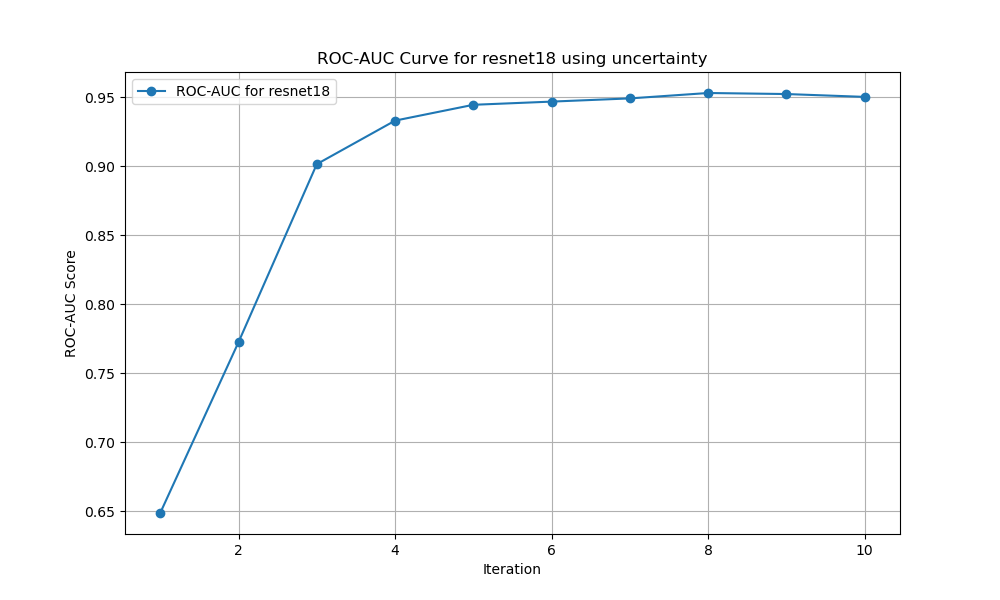 ROC-AUC Curve for resnet18 using uncertainty
ROC-AUC for resnet18
0.95
0.90
0.85
0.80
0.75
0.70
0.65
ROC-AUC Score
2 4 6 8 10
Iteration